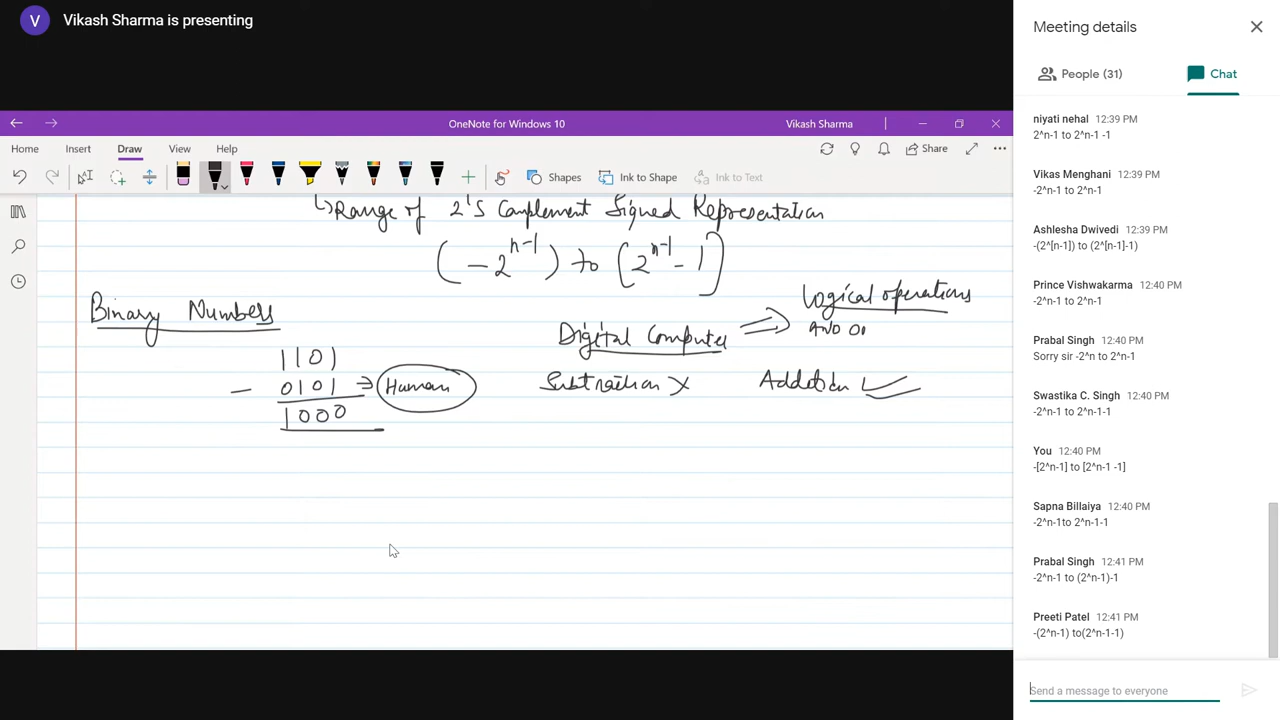 V
Vikash Sharma is presenting
OneNote for Windows 10
Vikash Sharma
Home
Insert
Draw
View
Help
Share
Shapes
Ink to Shape
Ink to Text
Range of 2'S Complement Signed Representation
(-2^n-1) to [2^n-1 - 1]
Binary Numbers
1101
- 0101 → Human
1000
Digital Computer ⇒ Logical operations
AND OR
Subtraction ✗ Addition ✓
Meeting details
People (31)
Chat
niyati nehal 12:39 PM
2^n-1 to 2^n-1 -1
Vikas Menghani 12:39 PM
-2^n-1 to 2^n-1
Ashlesha Dwivedi 12:39 PM
-(2^[n-1]) to (2^[n-1]-1)
Prince Vishwakarma 12:40 PM
-2^n-1 to 2^n-1
Prabal Singh 12:40 PM
Sorry sir -2^n to 2^n-1
Swastika C. Singh 12:40 PM
-2^n-1 to 2^n-1-1
You 12:40 PM
-[2^n-1] to [2^n-1 -1]
Sapna Billaiya 12:40 PM
-2^n-1to 2^n-1-1
Prabal Singh 12:41 PM
-2^n-1 to (2^n-1)-1
Preeti Patel 12:41 PM
-(2^n-1) to(2^n-1-1)
Send a message to everyone